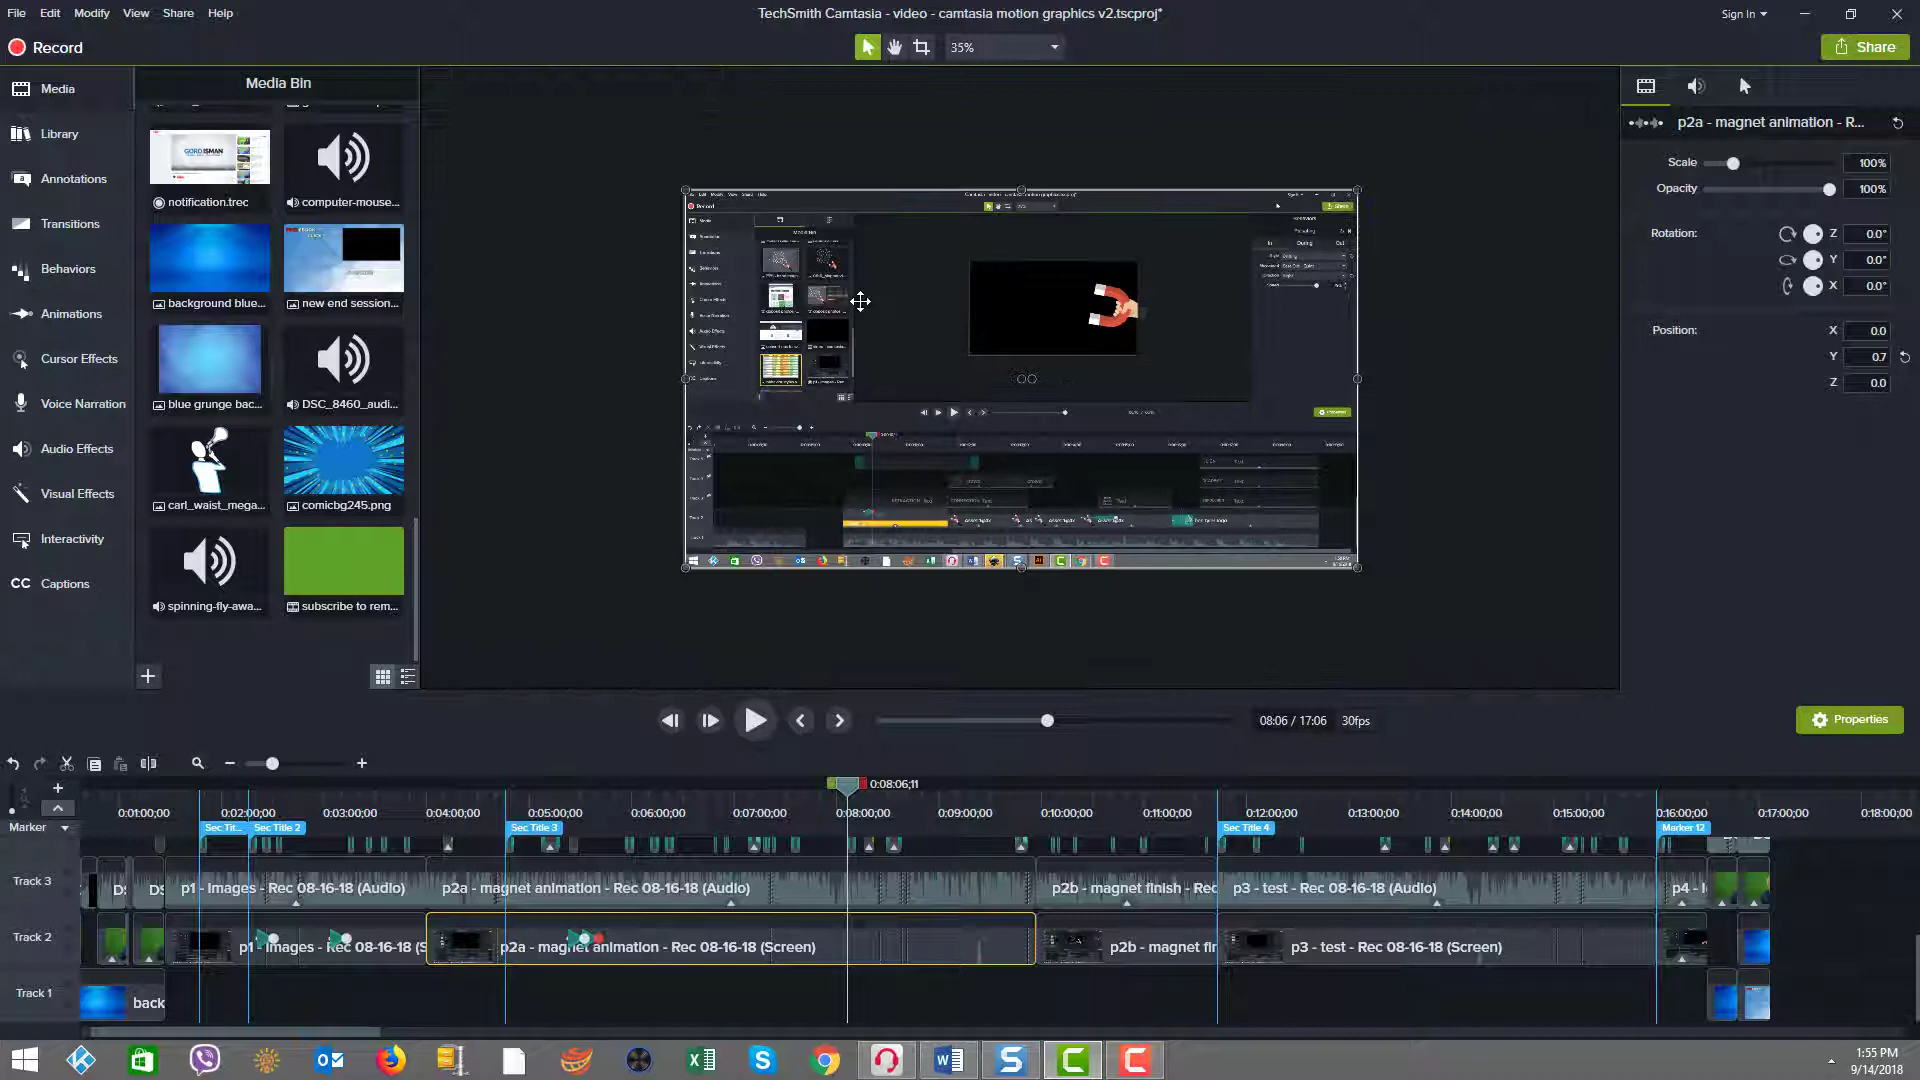 File Edit Modify View Share Help
TechSmith Camtasia - video - camtasia motion graphics v2.tscproj*
Sign In
Record
35%
Share
Media
Library
Annotations
Transitions
Behaviors
Animations
Cursor Effects
Voice Narration
Audio Effects
Visual Effects
Interactivity
CC Captions
Media Bin
GORD ISMAN
notification.trec
computer-mouse...
background blue...
new end session...
blue grunge bac...
DSC_8460_audi...
carl_waist_mega...
comicbg245.png
spinning-fly-awa...
subscribe to rem...
p2a - magnet animation - R...
Scale 100%
Opacity 100%
Rotation: Z 0.0°
Y 0.0°
X 0.0°
Position: X 0.0
Y 0.7
Z 0.0
08:06 / 17:06 30fps
Properties
0:08:06;11
0:01:00;00 0:02:00;00 0:03:00;00 0:04:00;00 0:05:00;00 0:06:00;00 0:07:00;00 0:08:00;00 0:09:00;00 0:10:00;00 0:11:00;00 0:12:00;00 0:13:00;00 0:14:00;00 0:15:00;00 0:16:00;00 0:17:00;00 0:18:00;00
Marker
Sec Tit... Sec Title 2 Sec Title 3 Sec Title 4 Marker 12
Track 3
DS DS p1 - Images - Rec 08-16-18 (Audio) p2a - magnet animation - Rec 08-16-18 (Audio) p2b - magnet finish - Rec p3 - test - Rec 08-16-18 (Audio) p4 - l
Track 2
p1 - Images - Rec 08-16-18 (S p2a - magnet animation - Rec 08-16-18 (Screen) p2b - magnet fin p3 - test - Rec 08-16-18 (Screen)
Track 1
back
1:55 PM
9/14/2018